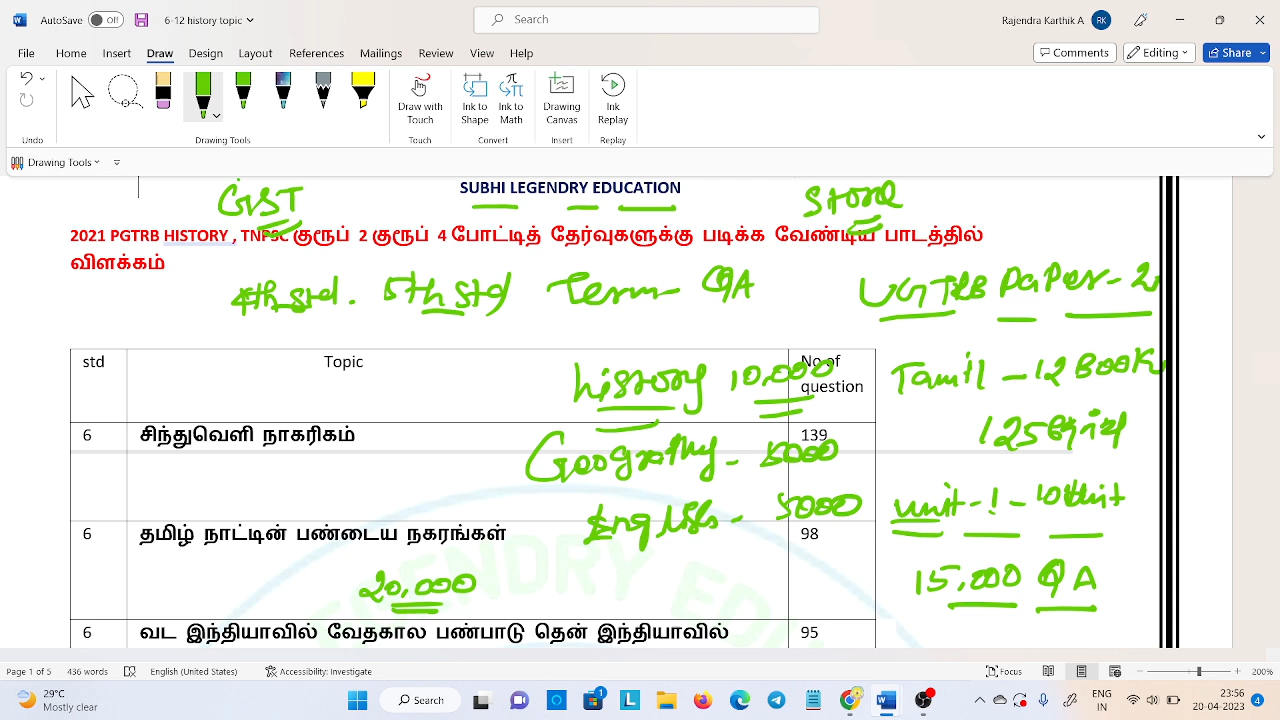 AutoSave Off 6-12 Search RK
File Home Insert Draw Design Layout References Mailings Review View Help Comments Editing Share
Draw with Touch Ink to Shape Ink to Math Drawing Canvas Ink Replay
Undo Drawing Tools Touch Convert Insert Replay
Drawing Tools
GIST SUBHI LEGENDRY EDUCATION Store
2021 PGTRB HISTORY , TNPSC குரூப் 2 குரூப் 4 போட்டித் தேர்வுகளுக்கு படிக்க வேண்டிய பாடத்தில்
விளக்கம்
4th std. 5th std Term - QA UGTRB Paper - 2
std Topic No of question
history 10,000 Tamil - 12 Book
6 சிந்துவெளி நாகரிகம் 139
Geography - 5000
English - 5000 unit - 1 - 10 Unit
6 தமிழ் நாட்டின் பண்டைய நகரங்கள் 98
20,000 15,000 QA
6 வட இந்தியாவில் வேதகால பண்பாடு தென் இந்தியாவில் 95
Page 1 of 5 436 words English (United States) Accessibility: Investigate Focus 200%
29°C Mostly clear Search ENG IN 23:56 20-04-2023